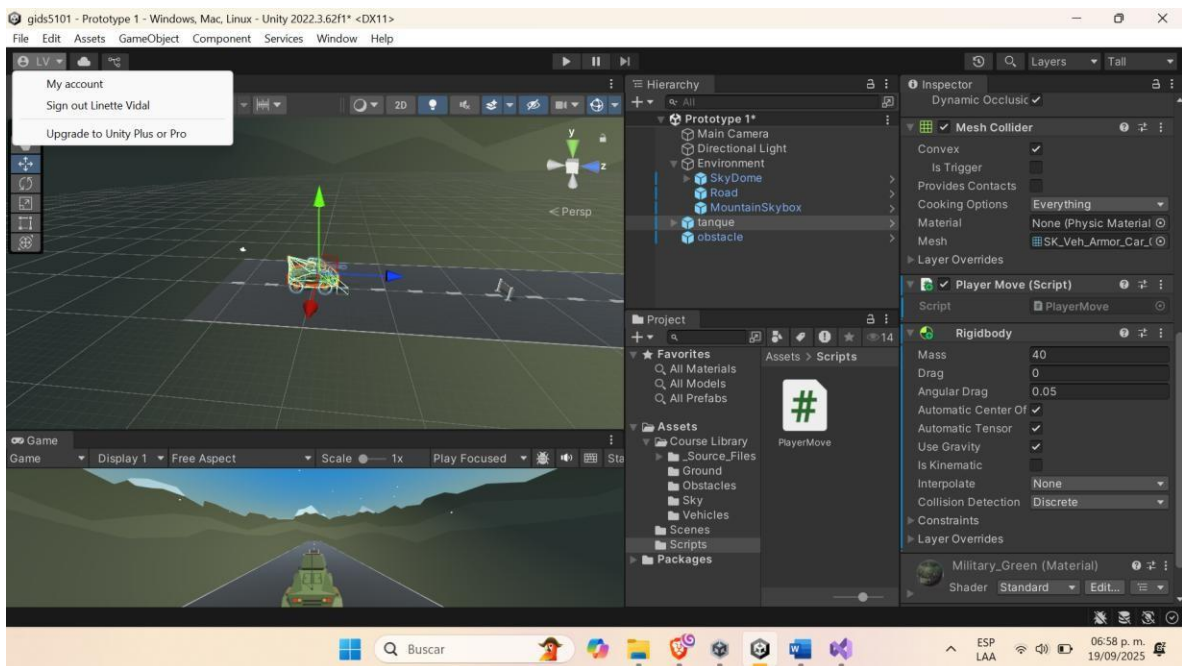 gids5101 - Prototype 1 - Windows, Mac, Linux - Unity 2022.3.62f1* <DX11>
File Edit Assets GameObject Component Services Window Help
LV
Layers
Tall
My account
Sign out Linette Vidal
Upgrade to Unity Plus or Pro
2D
y
z
Persp
Game
Game Display 1 Free Aspect Scale 1x Play Focused Sta
Hierarchy
All
Prototype 1*
Main Camera
Directional Light
Environment
SkyDome
Road
MountainSkybox
tanque
obstacle
Project
14
Favorites
All Materials
All Models
All Prefabs
Assets
Course Library
_Source_Files
Ground
Obstacles
Sky
Vehicles
Scenes
Scripts
Packages
Assets > Scripts
#
PlayerMove
Inspector
Dynamic Occlusic
Mesh Collider
Convex
Is Trigger
Provides Contacts
Cooking Options Everything
Material None (Physic Material
Mesh SK_Veh_Armor_Car_(
Layer Overrides
Player Move (Script)
Script PlayerMove
Rigidbody
Mass 40
Drag 0
Angular Drag 0.05
Automatic Center Of
Automatic Tensor
Use Gravity
Is Kinematic
Interpolate None
Collision Detection Discrete
Constraints
Layer Overrides
Military_Green (Material)
Shader Standard Edit...
Buscar
ESP
LAA
06:58 p. m.
19/09/2025